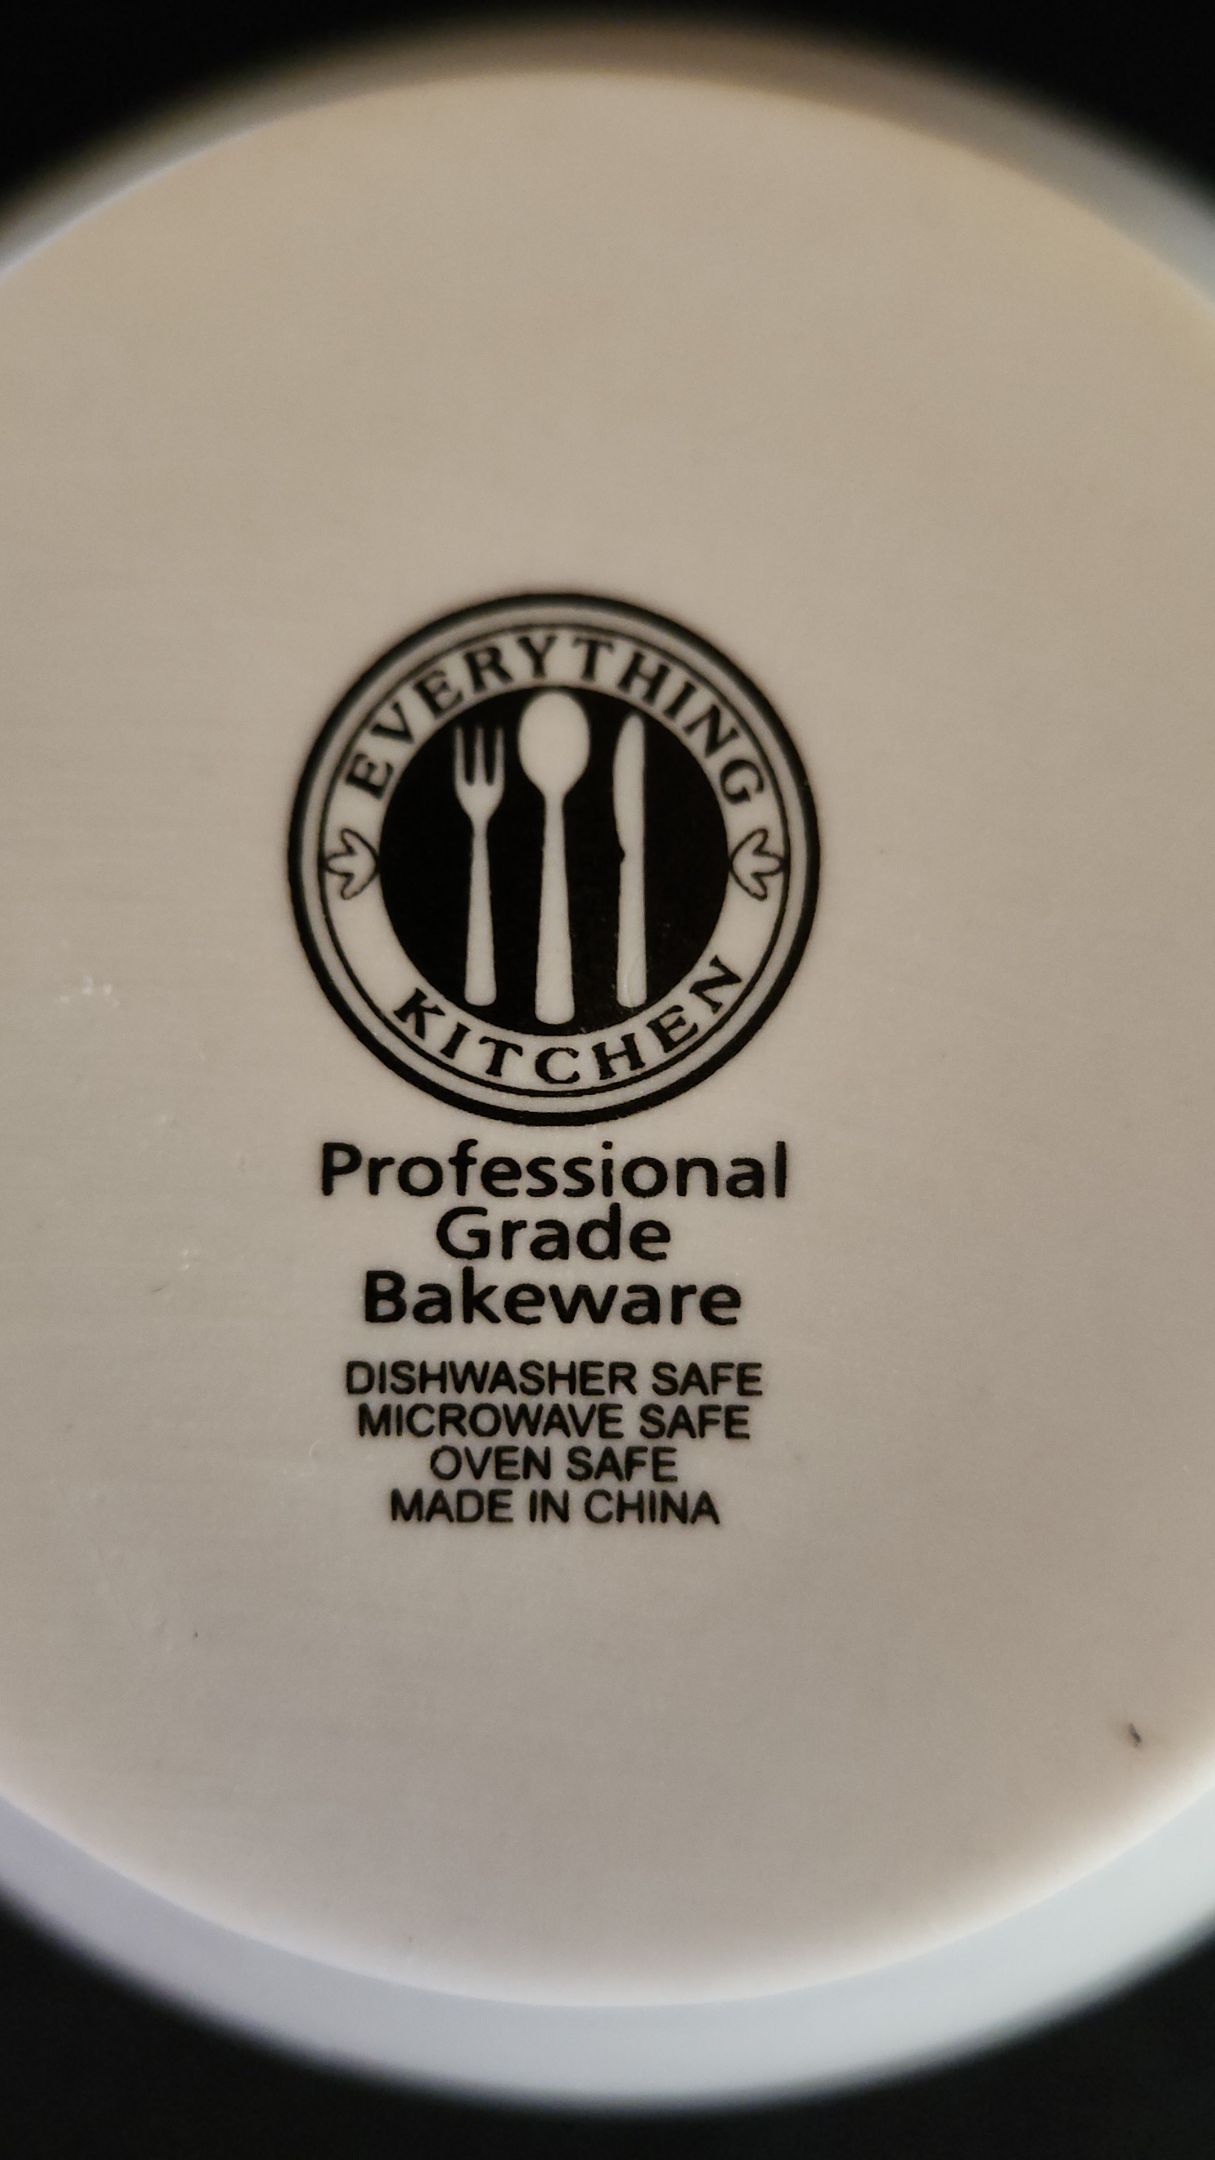 EVERYTHING
KITCHEN
Professional
Grade
Bakeware
DISHWASHER SAFE
MICROWAVE SAFE
OVEN SAFE
MADE IN CHINA